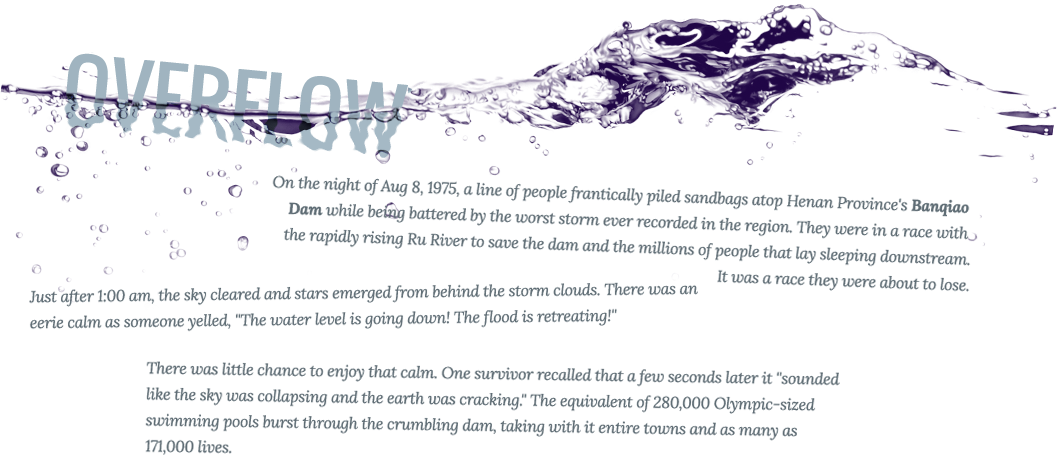 OVERFLOW
On the night of Aug 8, 1975, a line of people frantically piled sandbags atop Henan Province's Banqiao
Dam while being battered by the worst storm ever recorded in the region. They were in a race with
the rapidly rising Ru River to save the dam and the millions of people that lay sleeping downstream.
It was a race they were about to lose.
Just after 1:00 am, the sky cleared and stars emerged from behind the storm clouds. There was an
eerie calm as someone yelled, "The water level is going down! The flood is retreating!"
There was little chance to enjoy that calm. One survivor recalled that a few seconds later it "sounded
like the sky was collapsing and the earth was cracking." The equivalent of 280,000 Olympic-sized
swimming pools burst through the crumbling dam, taking with it entire towns and as many as
171,000 lives.